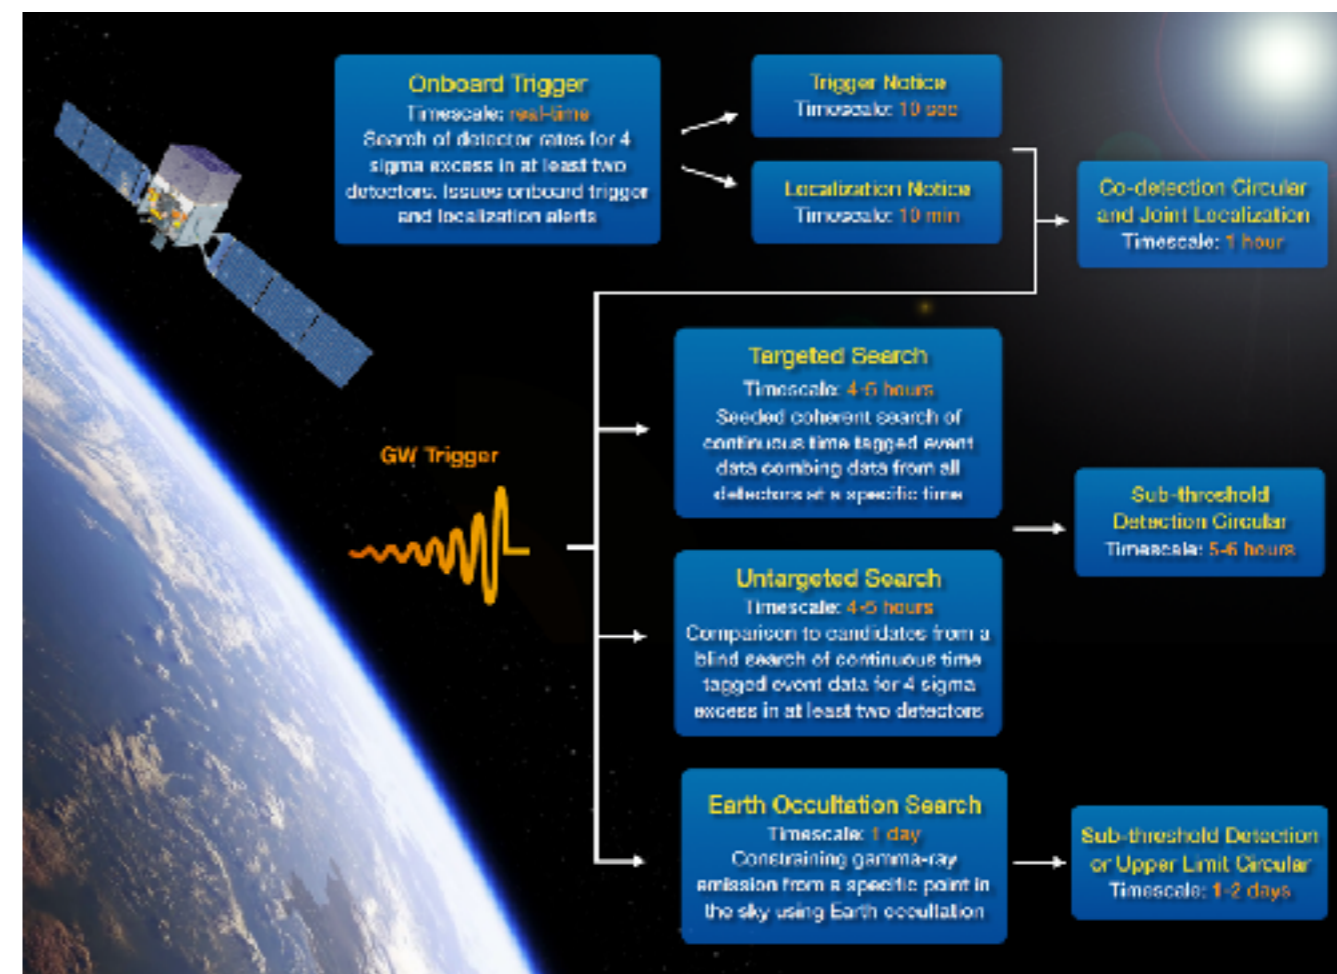 Onboard Trigger
Timescale: real-time
Search of detector rates for 4
sigma excess in at least two
detectors. Issues onboard trigger
and localization alerts
Trigger Notice
Timescale: 10 sec
Localization Notice
Timescale: 10 min
Co-detection Circular
and Joint Localization
Timescale: 1 hour
GW Trigger
Targeted Search
Timescale: 4-5 hours
Seeded coherent search of
continuous time tagged event
data combing data from all
detectors at a specific time
Untargeted Search
Timescale: 4-5 hours
Comparison to candidates from a
blind search of continuous time
tagged event data for 4 sigma
excess in at least two detectors
Sub-threshold
Detection Circular
Timescale: 5-6 hours
Earth Occultation Search
Timescale: 1 day
Constraining gamma-ray
emission from a specific point in
the sky using Earth occultation
Sub-threshold Detection
or Upper Limit Circular
Timescale: 1-2 days